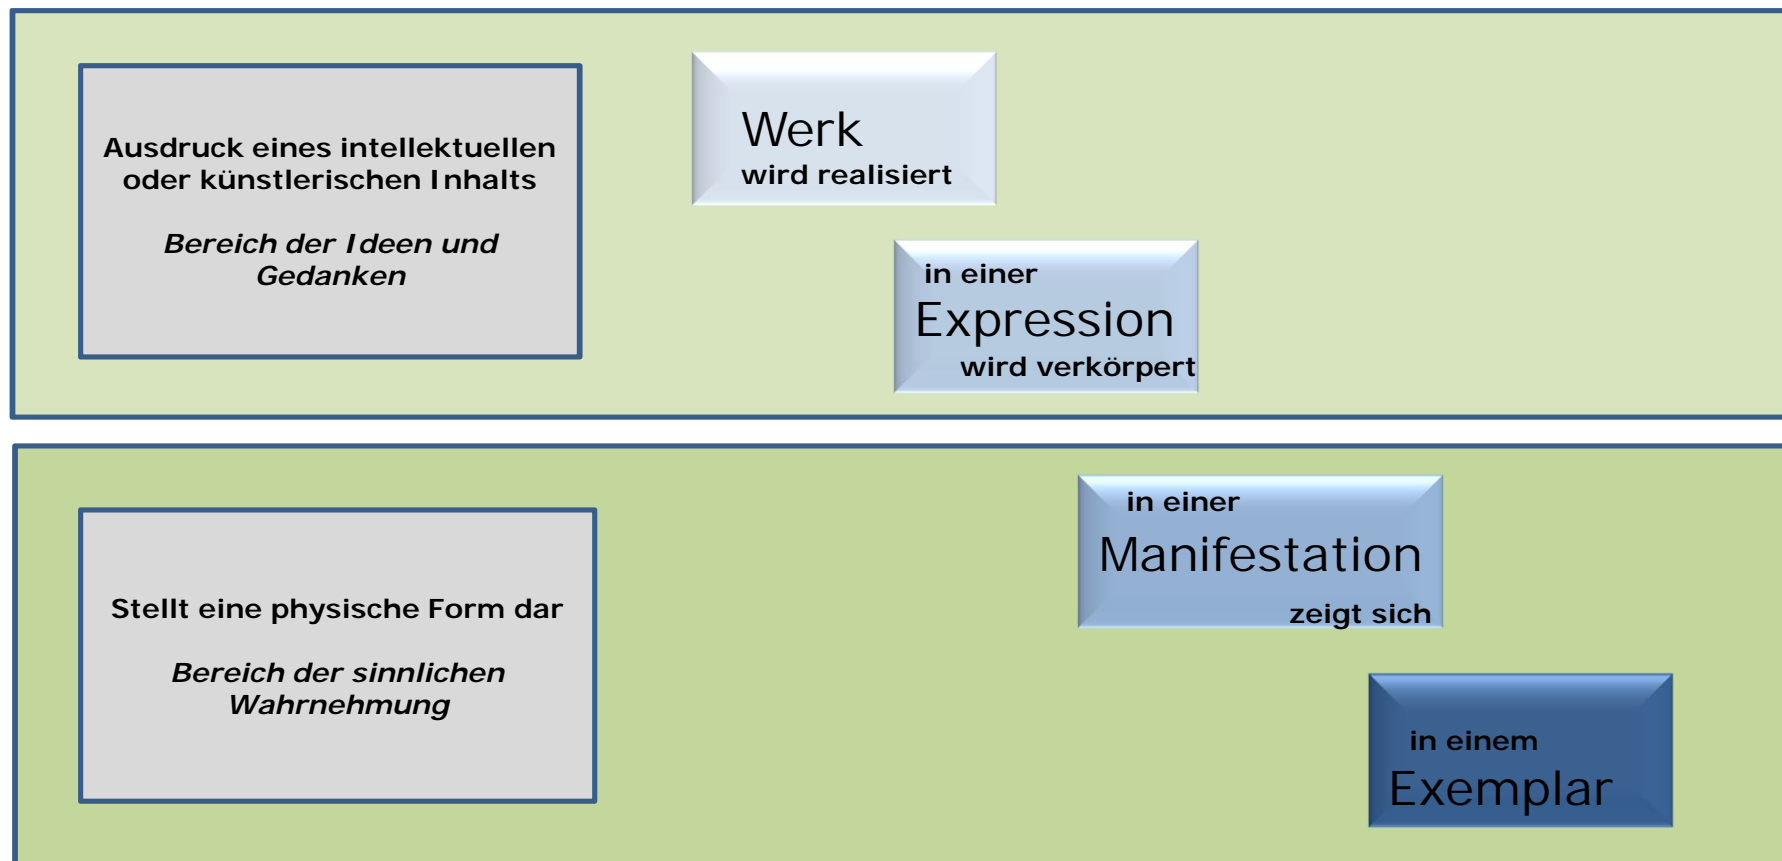 Ausdruck eines intellektuellen
oder künstlerischen Inhalts
Bereich der Ideen und
Gedanken
Werk
wird realisiert
in einer
Expression
wird verkörpert
Stellt eine physische Form dar
Bereich der sinnlichen
Wahrnehmung
in einer
Manifestation
zeigt sich
in einem
Exemplar